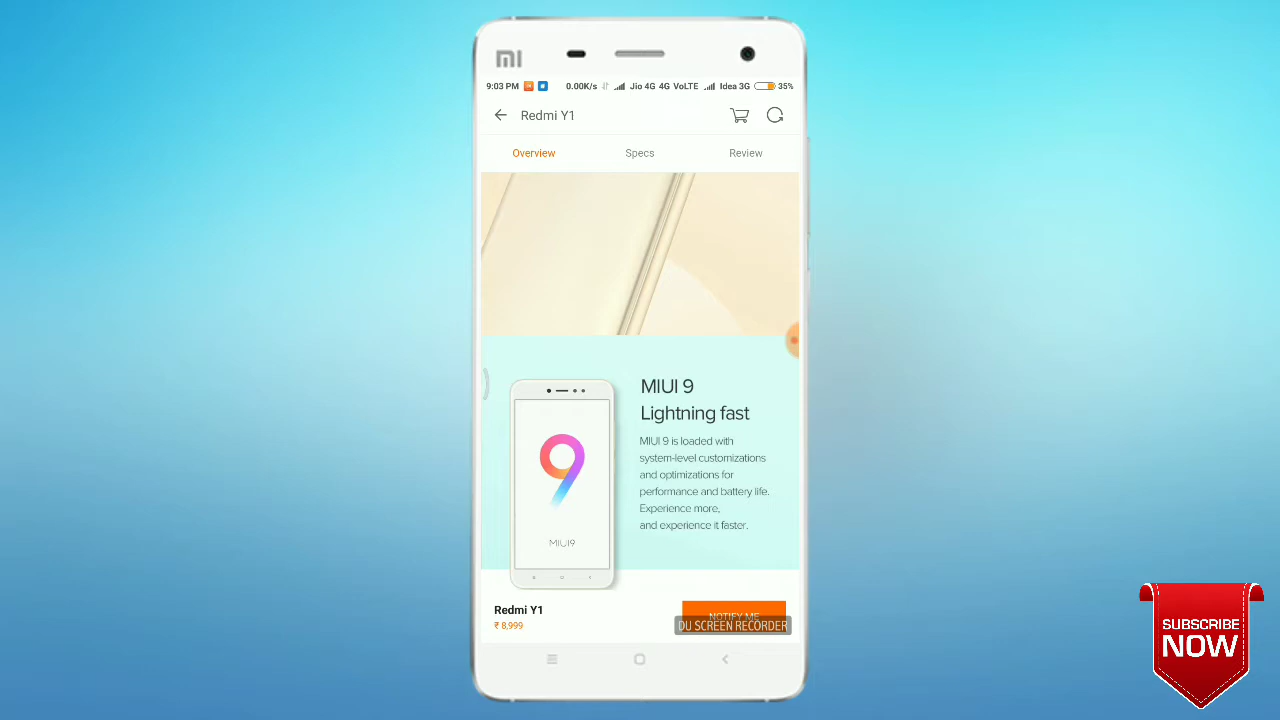 MI
9:03 PM 0.00K/s Jio 4G 4G VoLTE Idea 3G 35%
Redmi Y1
Overview Specs Review
MIUI 9
Lightning fast
MIUI 9 is loaded with
system-level customizations
and optimizations for
performance and battery life.
Experience more,
and experience it faster.
9
MIUI9
Redmi Y1
₹ 8,999
NOTIFY ME
DU SCREEN RECORDER
SUBSCRIBE
NOW